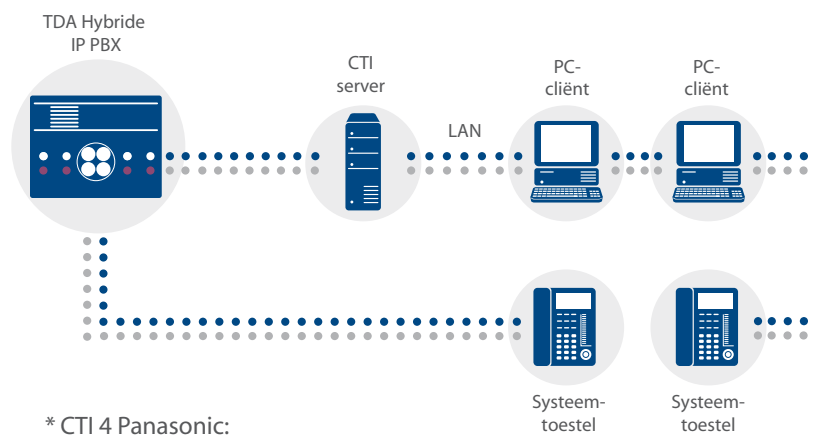 TDA Hybride
IP PBX
CTI
server
LAN
PC-
cliënt
PC-
cliënt
Systeem-
toestel
Systeem-
toestel
* CTI 4 Panasonic: